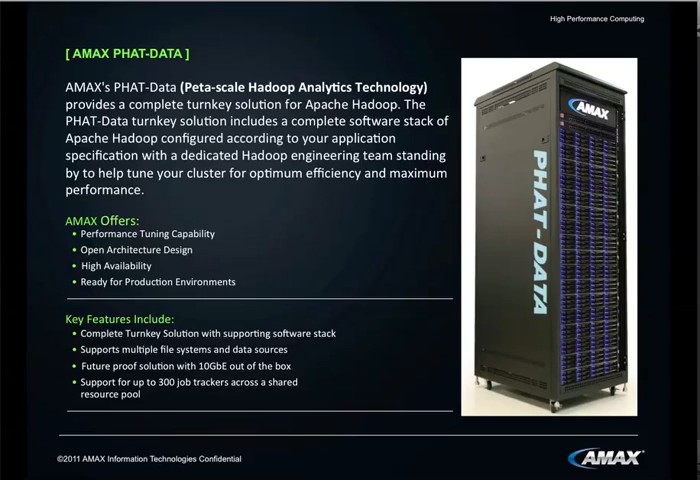 High Performance Computing
[ AMAX PHAT-DATA ]
AMAX's PHAT-Data (Peta-scale Hadoop Analytics Technology)
provides a complete turnkey solution for Apache Hadoop. The
PHAT-Data turnkey solution includes a complete software stack of
Apache Hadoop configured according to your application
specification with a dedicated Hadoop engineering team standing
by to help tune your cluster for optimum efficiency and maximum
performance.
AMAX Offers:
• Performance Tuning Capability
• Open Architecture Design
• High Availability
• Ready for Production Environments
Key Features Include:
• Complete Turnkey Solution with supporting software stack
• Supports multiple file systems and data sources
• Future proof solution with 10GbE out of the box
• Support for up to 300 job trackers across a shared
resource pool
AMAX
PHAT-DATA
©2011 AMAX Information Technologies Confidential
AMAX